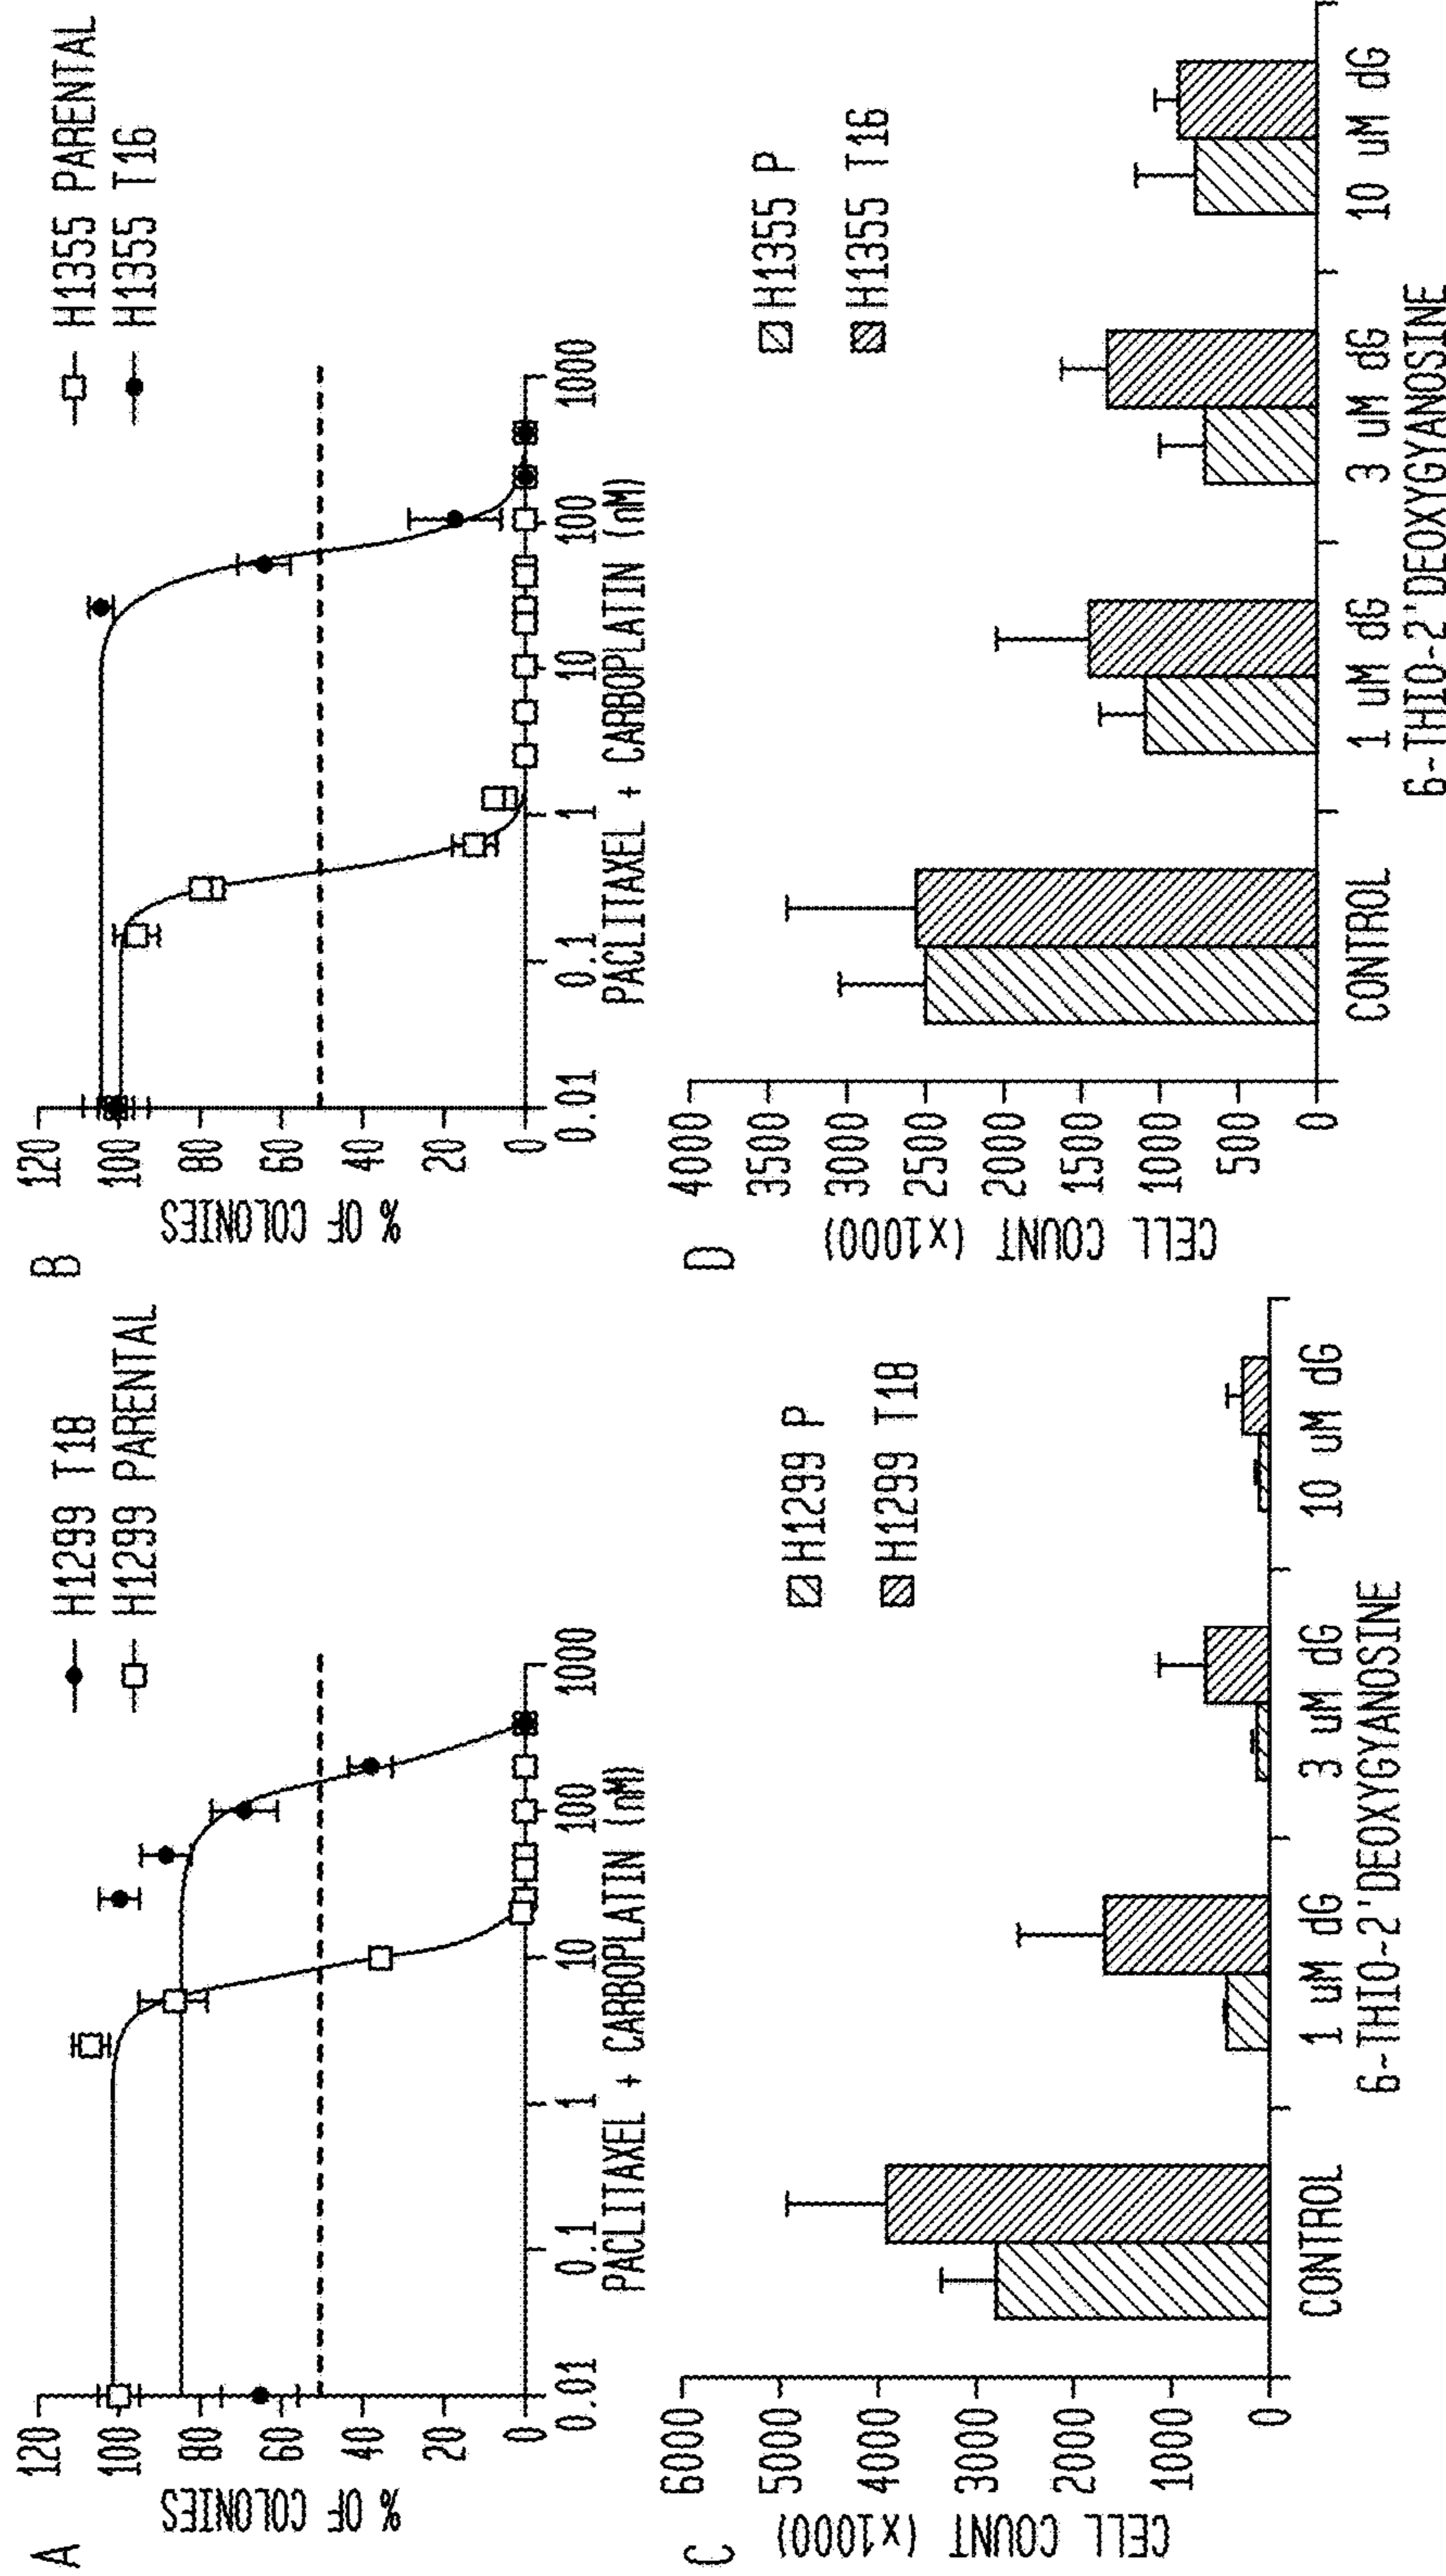 A
H1299 T18
H1299 PARENTAL
% OF COLONIES
120
100
80
60
40
20
0
0.01
0.1
1
10
100
1000
PACLITAXEL + CARBOPLATIN (nM)
B
H1355 PARENTAL
H1355 T16
% OF COLONIES
120
100
80
60
40
20
0
0.01
0.1
1
10
100
1000
PACLITAXEL + CARBOPLATIN (nM)
C
H1299 P
H1299 T18
CELL COUNT (x1000)
6000
5000
4000
3000
2000
1000
0
CONTROL
1 uM dG
3 uM dG
10 uM dG
6-THIO-2'DEOXYGYANOSINE
D
H1355 P
H1355 T16
CELL COUNT (x1000)
4000
3500
3000
2500
2000
1500
1000
500
0
CONTROL
1 uM dG
3 uM dG
10 uM dG
6-THIO-2'DEOXYGYANOSINE